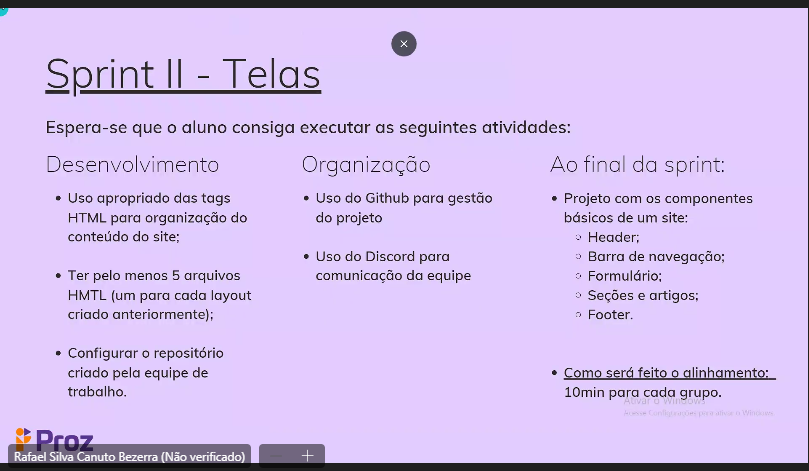 Sprint II - Telas
Espera-se que o aluno consiga executar as seguintes atividades:
Desenvolvimento
Uso apropriado das tags
HTML para organização do
conteúdo do site;
Ter pelo menos 5 arquivos
HMTL (um para cada layout
criado anteriormente);
Configurar o repositório
criado pela equipe de
trabalho.
Organização
Uso do Github para gestão
do projeto
Uso do Discord para
comunicação da equipe
Ao final da sprint:
Projeto com os componentes
básicos de um site:
Header;
Barra de navegação;
Formulário;
Seções e artigos;
Footer.
Como será feito o alinhamento:
10min para cada grupo.
Ativar o Windows
Acesse Configurações para ativar o Windows.
Proz
Rafael Silva Canuto Bezerra (Não verificado)